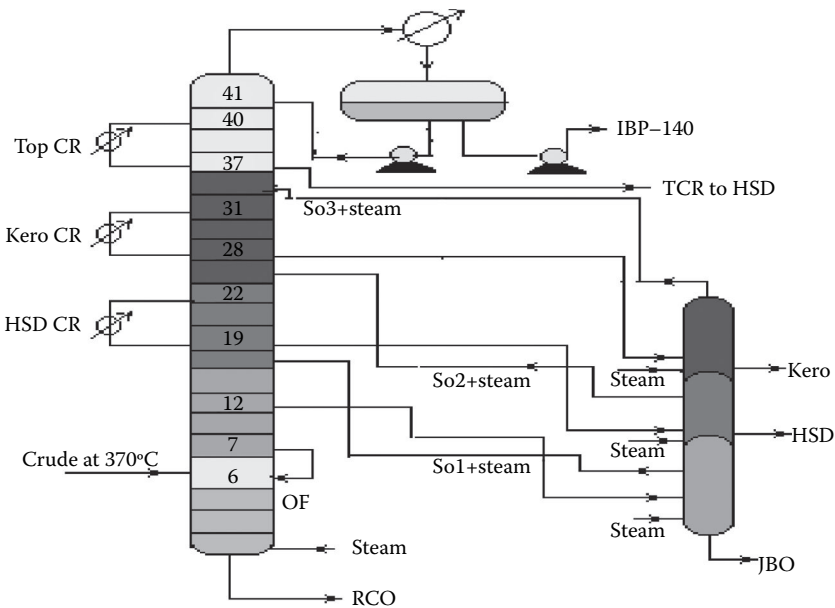 41
40
IBP–140
Top CR
37
TCR to HSD
31
So3+steam
Kero CR
28
22
HSD CR
19
Steam
Kero
So2+steam
12
HSD
7
Steam
Crude at 370°C
6
So1+steam
OF
Steam
Steam
JBO
RCO